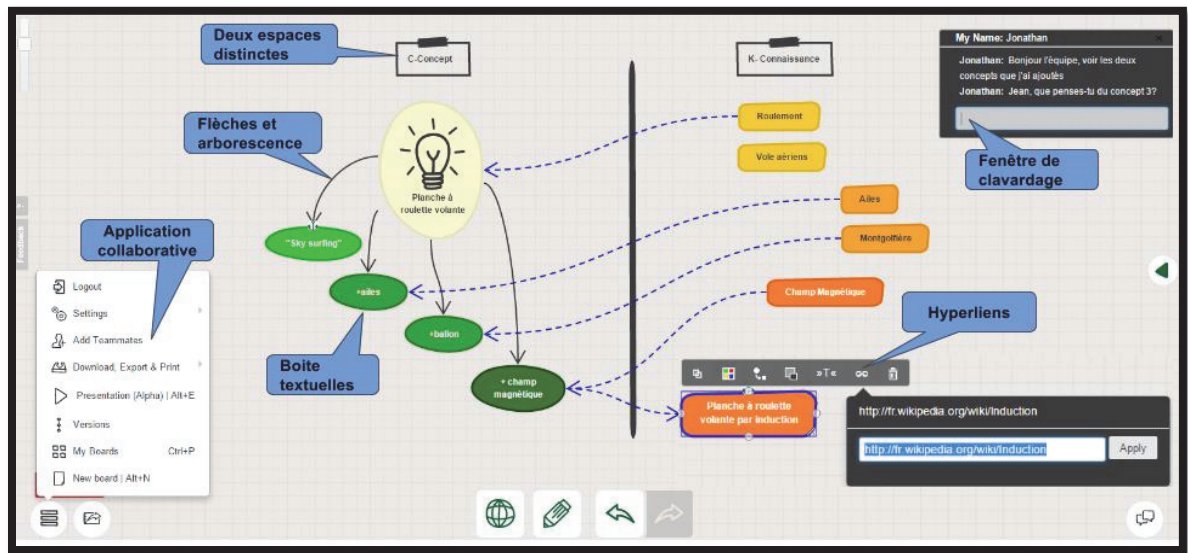 Deux espaces
distinctes
C-Concept
K- Connaissance
My Name: Jonathan
Jonathan: Bonjour l'équipe, voir les deux
concepts que j'ai ajoutés
Jonathan: Jean, que penses-tu du concept 3?
Fenêtre de
clavardage
Flèches et
arborescence
Planche à
roulette volante
Roulement
Vole aériens
Ailes
Montgolfière
Champ Magnétique
"Sky surfing"
+ailes
+ballon
+ champ
magnétique
Boite
textuelles
Application
collaborative
Feedback
Logout
Settings
Add Teammates
Download, Export & Print
Presentation (Alpha) | Alt+E
Versions
My Boards Ctrl+P
New board | Alt+N
Hyperliens
»T«
Planche à roulette
volante par induction
http://fr.wikipedia.org/wiki/Induction
http://fr.wikipedia.org/wiki/Induction
Apply